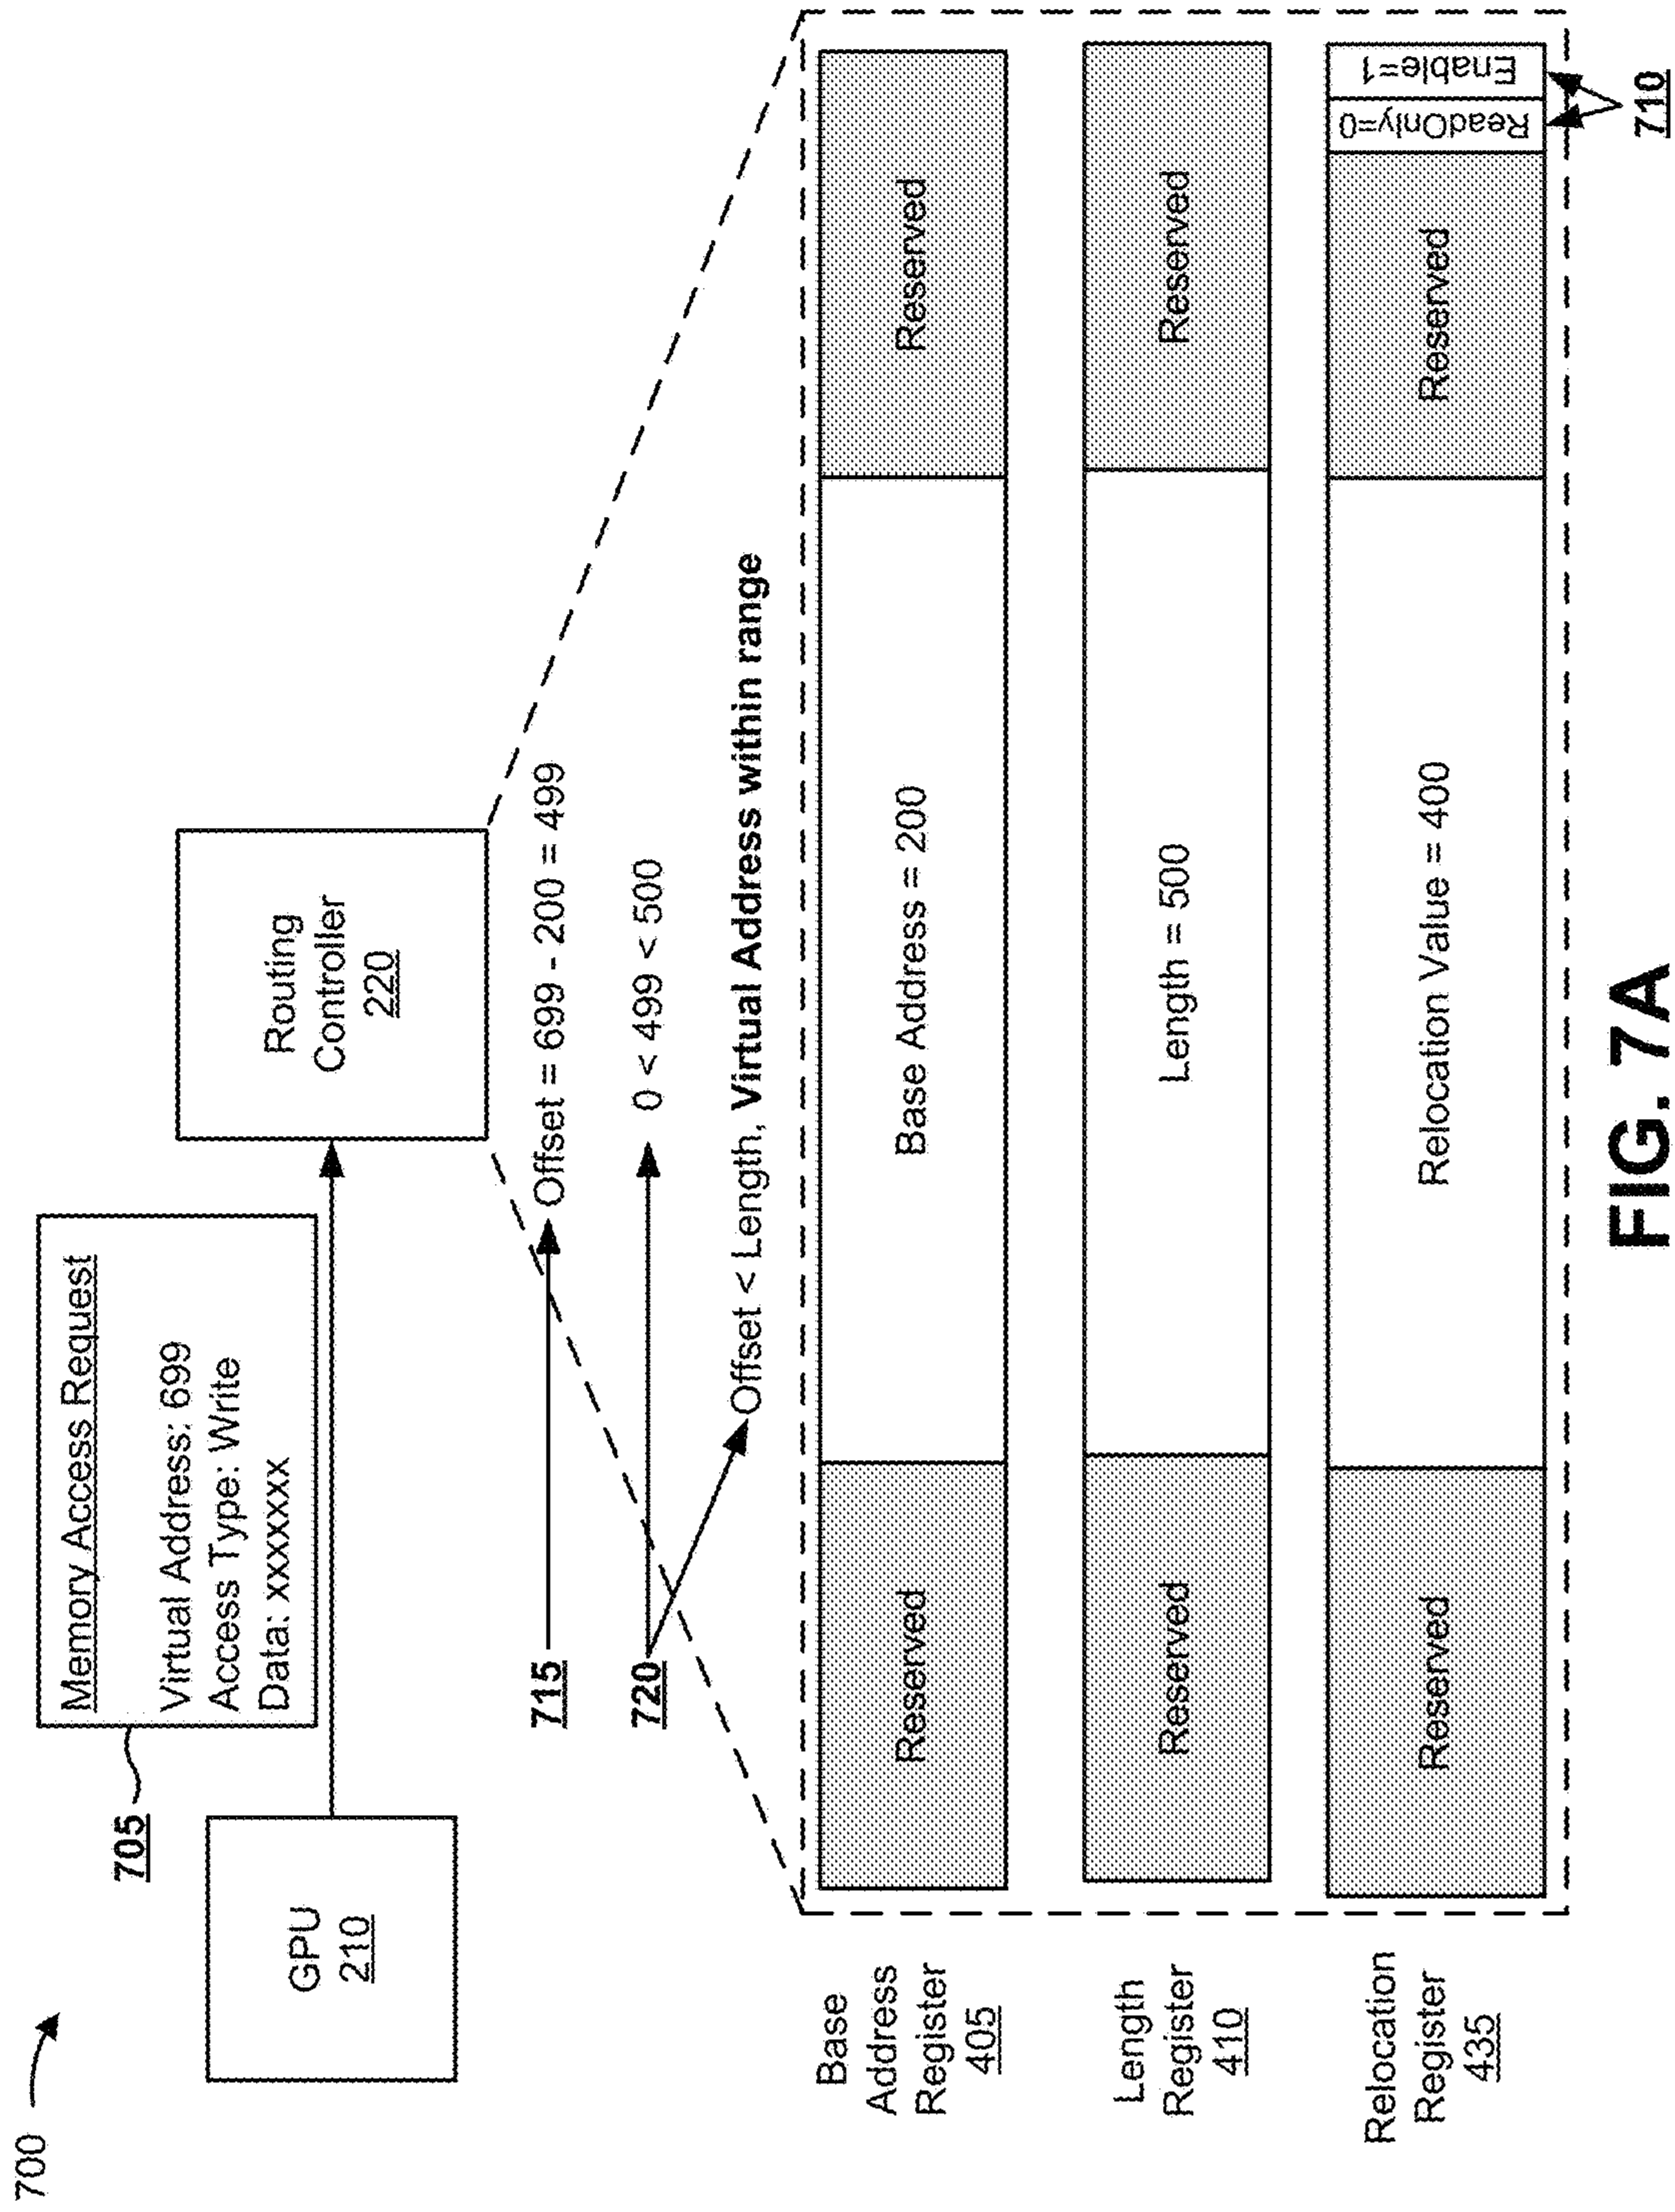 700
Memory Access Request
Virtual Address: 699
Access Type: Write
Data: xxxxxxx
705
GPU
210
Routing
Controller
220
715
Offset = 699 - 200 = 499
720
0 < 499 < 500
Offset < Length, Virtual Address within range
Base
Address
Register
405
Reserved
Base Address = 200
Reserved
Length
Register
410
Reserved
Length = 500
Reserved
Relocation
Register
435
Reserved
Relocation Value = 400
Reserved
ReadOnly=0
Enable=1
710
FIG. 7A